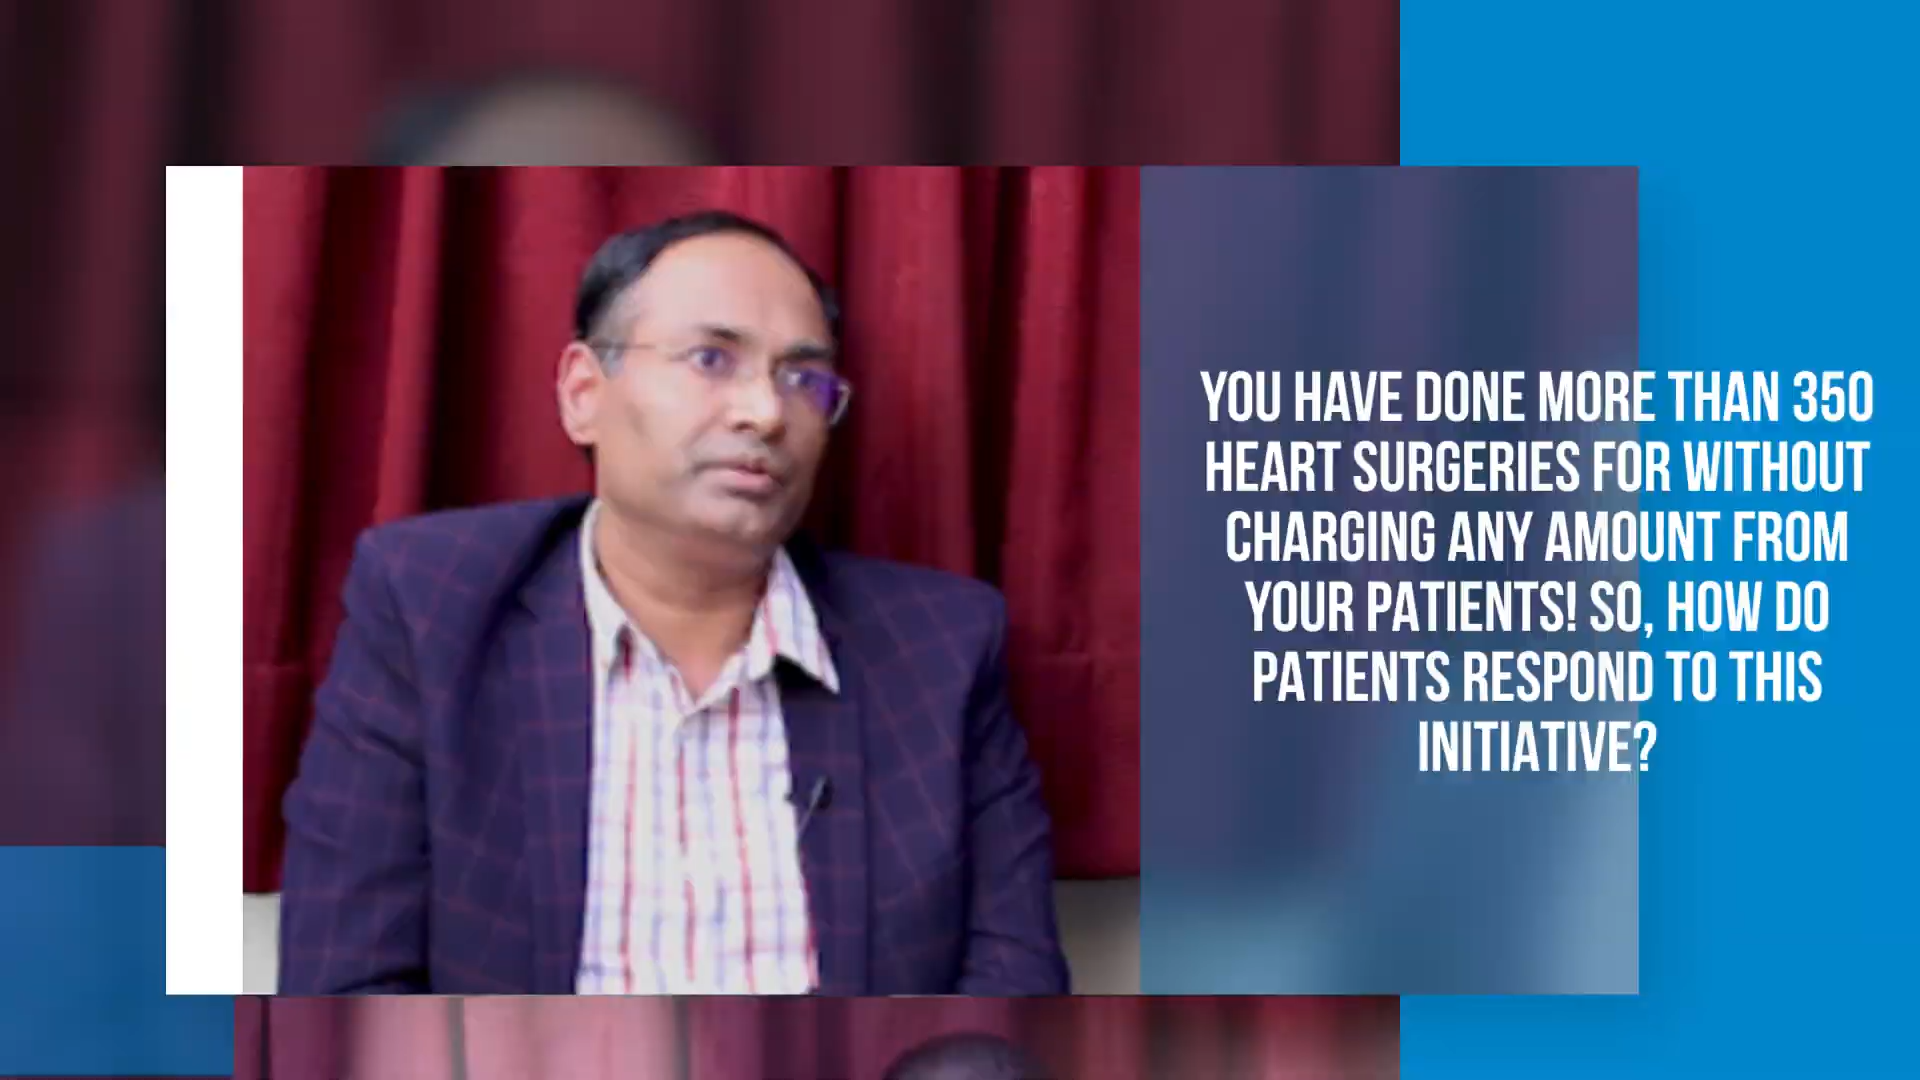 YOU HAVE DONE MORE THAN 350
HEART SURGERIES FOR WITHOUT
CHARGING ANY AMOUNT FROM
YOUR PATIENTS! SO, HOW DO
PATIENTS RESPOND TO THIS
INITIATIVE?